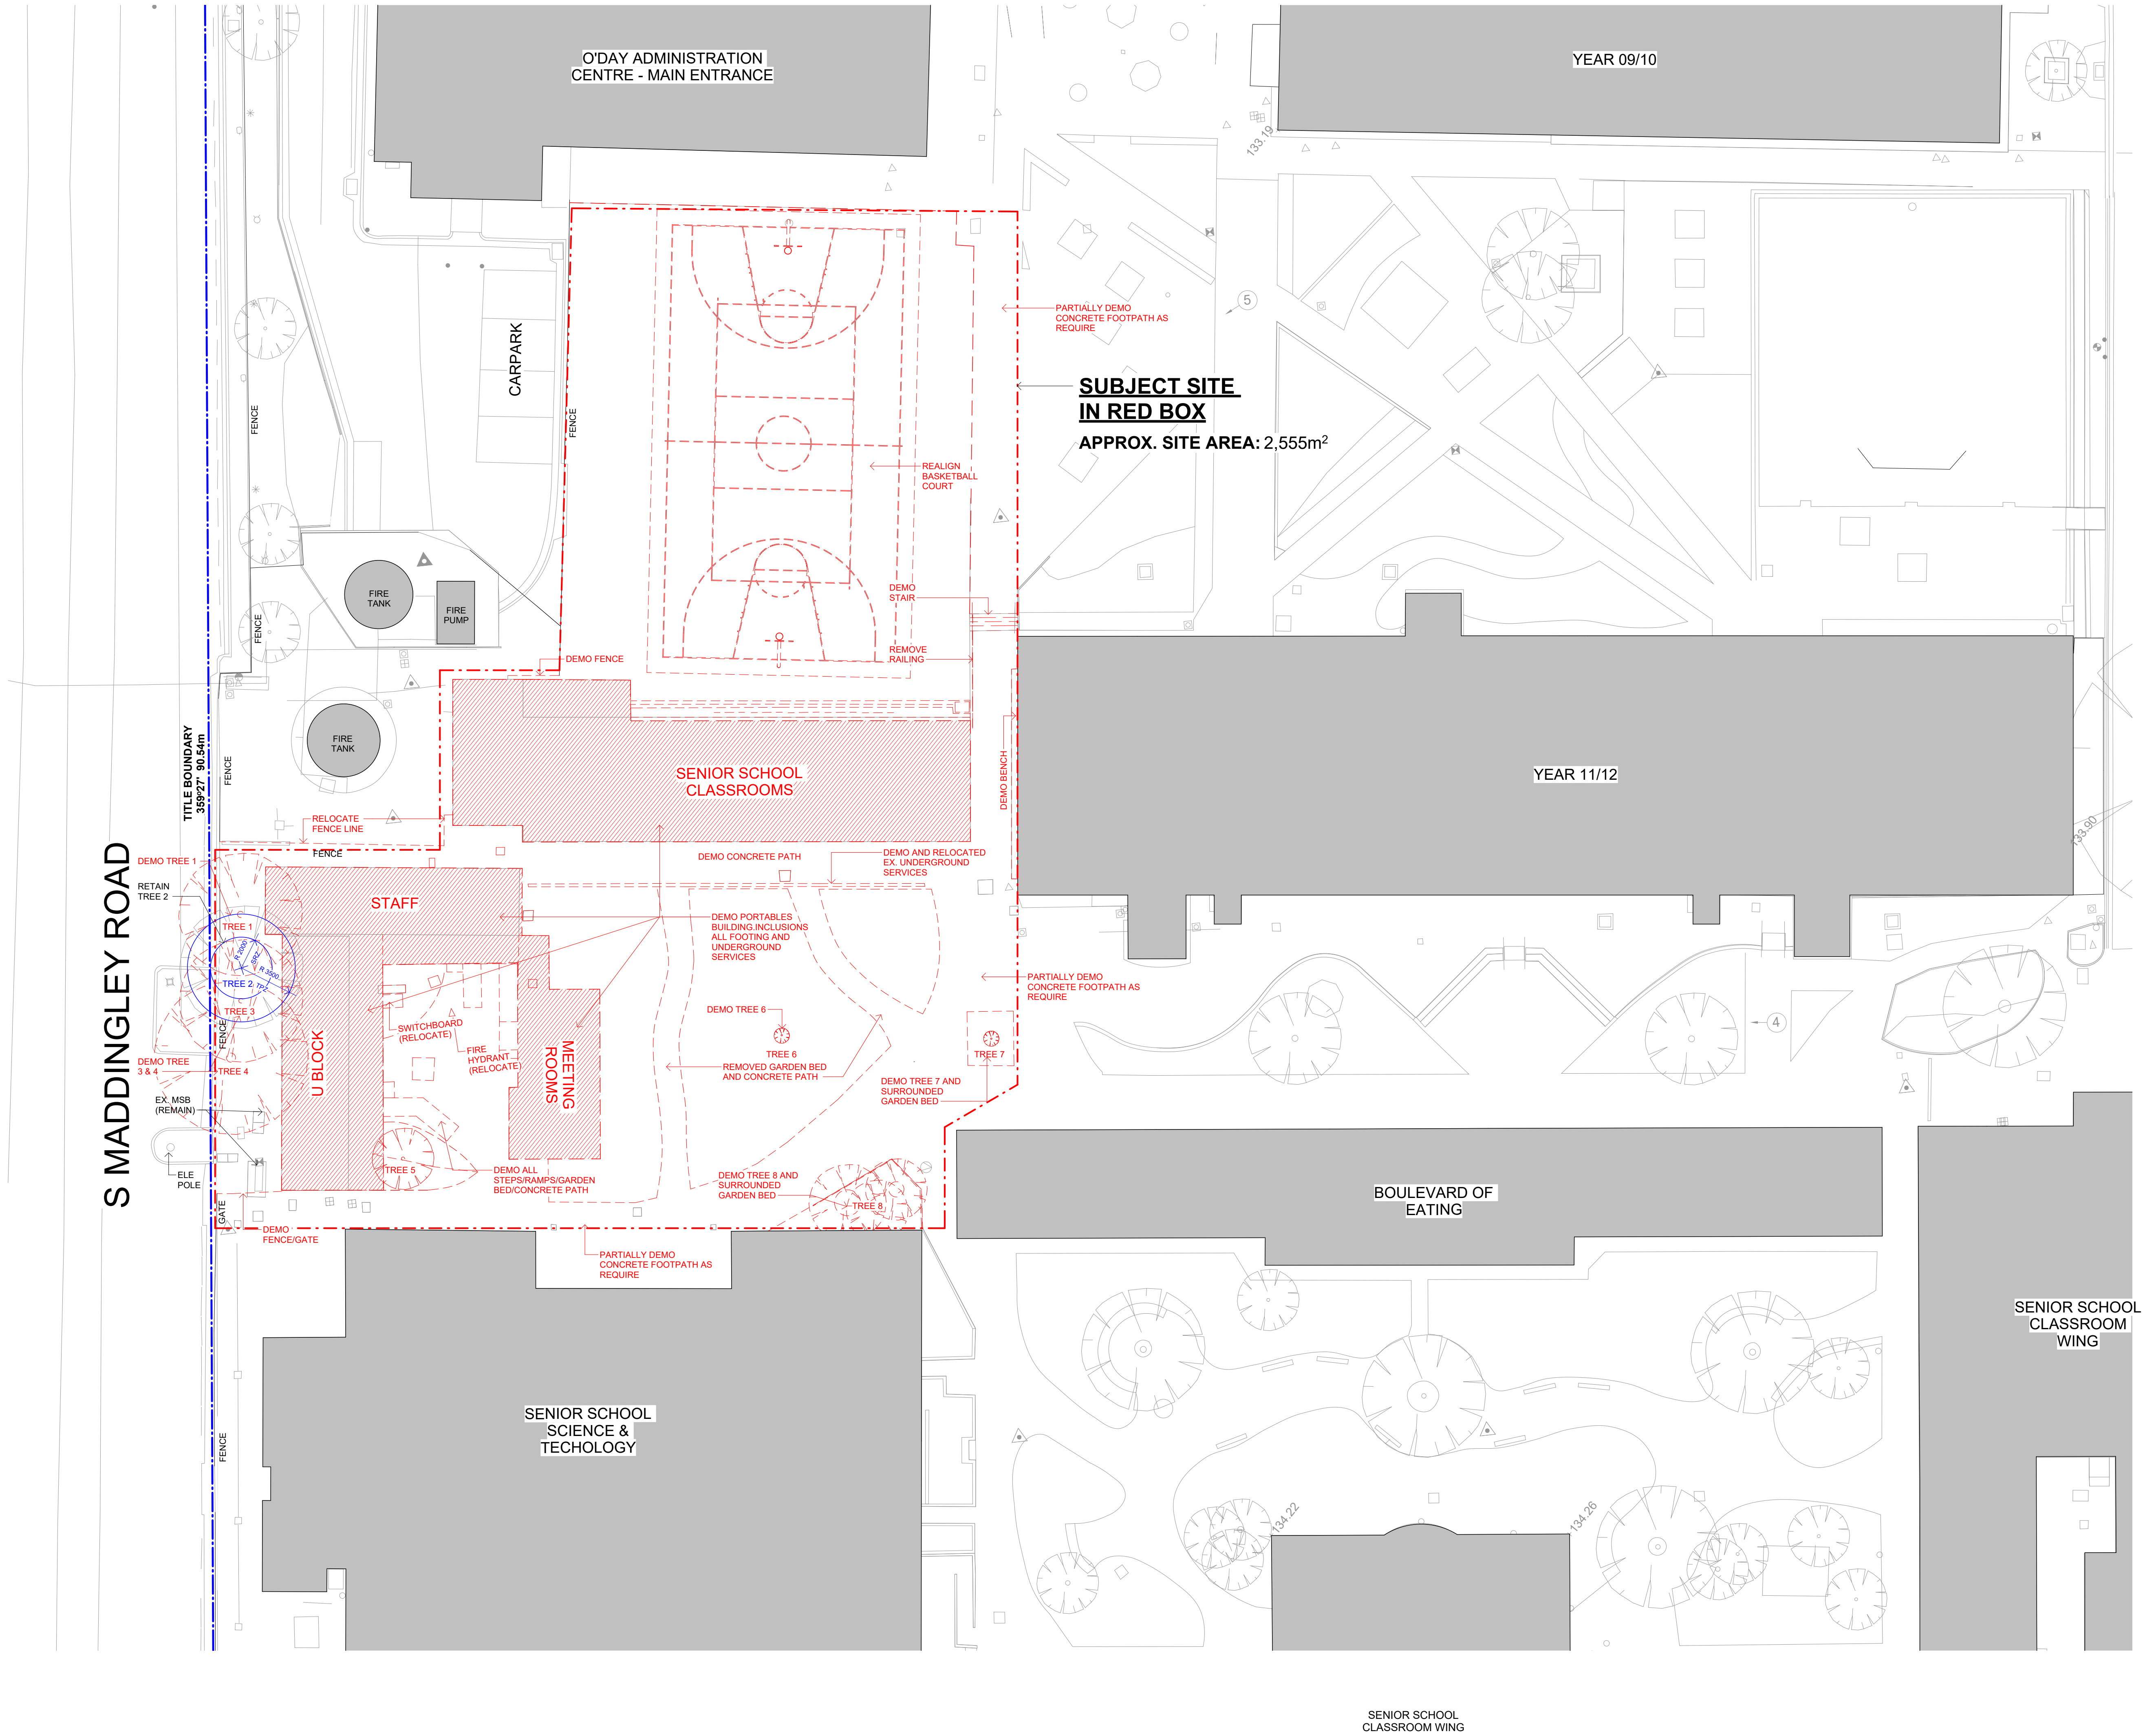 O'DAY ADMINISTRATION
CENTRE - MAIN ENTRANCE
YEAR 09/10
133.19
5
CARPARK
FENCE
FENCE
PARTIALLY DEMO
CONCRETE FOOTPATH AS
REQUIRE
SUBJECT SITE
IN RED BOX
APPROX. SITE AREA: 2,555m²
REALIGN
BASKETBALL
COURT
FIRE
TANK
FIRE
PUMP
FENCE
DEMO
STAIR
REMOVE
RAILING
DEMO FENCE
FIRE
TANK
TITLE BOUNDARY
359°27' 90.54m
FENCE
SENIOR SCHOOL
CLASSROOMS
DEMO BENCH
YEAR 11/12
133.90
S MADDINGLEY ROAD
RELOCATE
FENCE LINE
FENCE
DEMO TREE 1
RETAIN
TREE 2
DEMO CONCRETE PATH
DEMO AND RELOCATED
EX. UNDERGROUND
SERVICES
STAFF
TREE 1
R 2000
SRZ
R 3500
TPZ
TREE 2
TREE 3
FENCE
DEMO TREE
3 & 4
TREE 4
DEMO PORTABLES
BUILDING.INCLUSIONS
ALL FOOTING AND
UNDERGROUND
SERVICES
PARTIALLY DEMO
CONCRETE FOOTPATH AS
REQUIRE
U BLOCK
SWITCHBOARD
(RELOCATE)
FIRE
HYDRANT
(RELOCATE)
MEETING
ROOMS
DEMO TREE 6
TREE 6
REMOVED GARDEN BED
AND CONCRETE PATH
TREE 7
DEMO TREE 7 AND
SURROUNDED
GARDEN BED
4
EX. MSB
(REMAIN)
ELE
POLE
TREE 5
DEMO ALL
STEPS/RAMPS/GARDEN
BED/CONCRETE PATH
DEMO TREE 8 AND
SURROUNDED
GARDEN BED
TREE 8
GATE
DEMO
FENCE/GATE
PARTIALLY DEMO
CONCRETE FOOTPATH AS
REQUIRE
BOULEVARD OF
EATING
SENIOR SCHOOL
CLASSROOM
WING
SENIOR SCHOOL
SCIENCE &
TECHOLOGY
FENCE
134.22
134.26
SENIOR SCHOOL
CLASSROOM WING